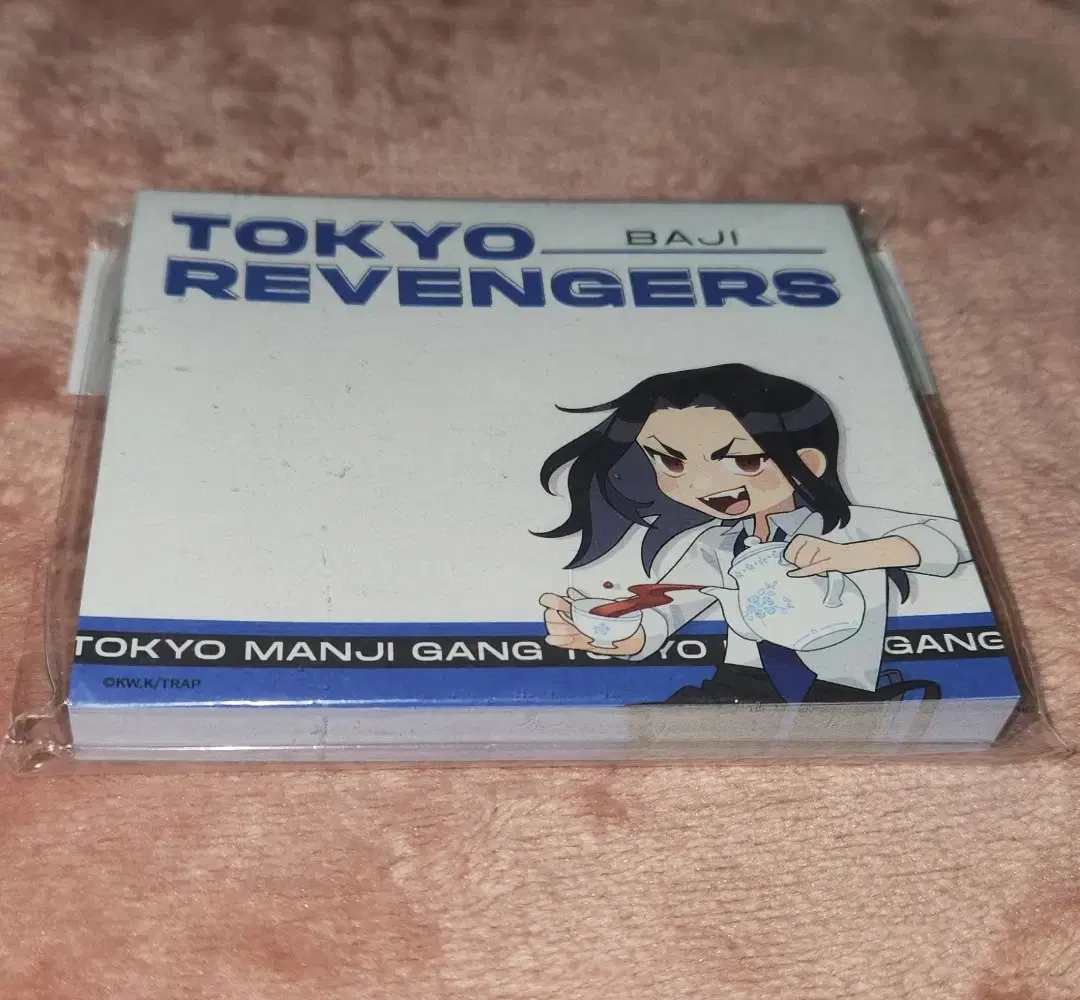 TOKYO
BAJI
REVENGERS
TOKYO MANJI GANG TOKYO GANG
©KW,K/TRAP